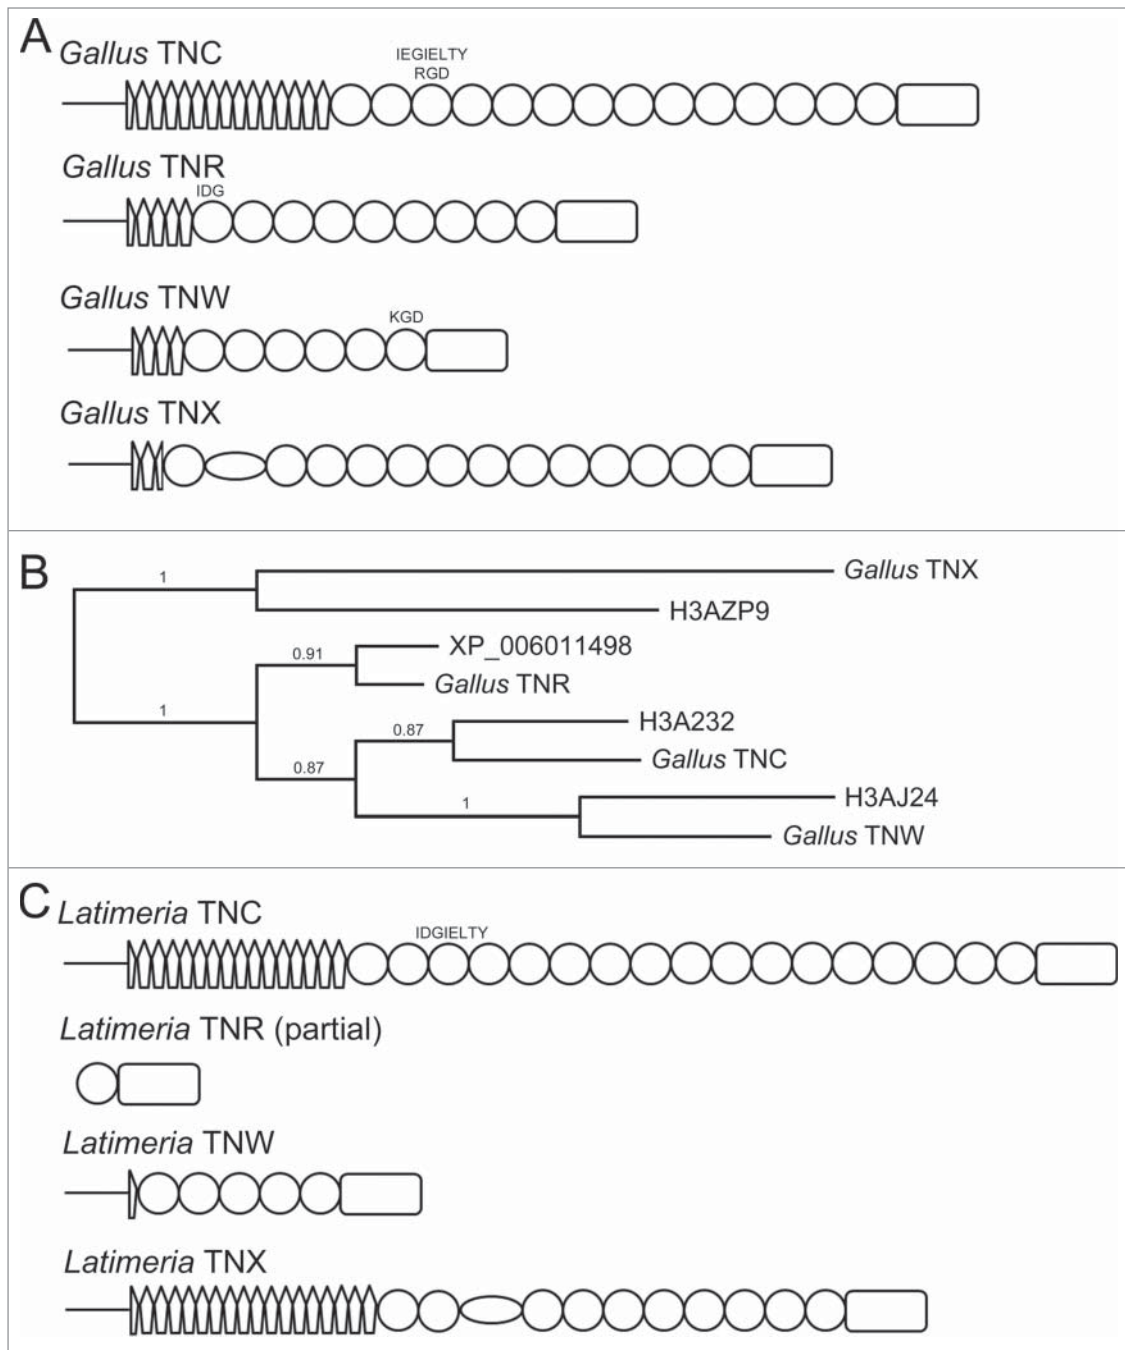 A
Gallus TNC
IEGIELTY
RGD
Gallus TNR
IDG
Gallus TNW
KGD
Gallus TNX
B
1
Gallus TNX
H3AZP9
XP_006011498
0.91
Gallus TNR
1
H3A232
0.87
Gallus TNC
0.87
H3AJ24
1
Gallus TNW
C
Latimeria TNC
IDGIELTY
Latimeria TNR (partial)
Latimeria TNW
Latimeria TNX